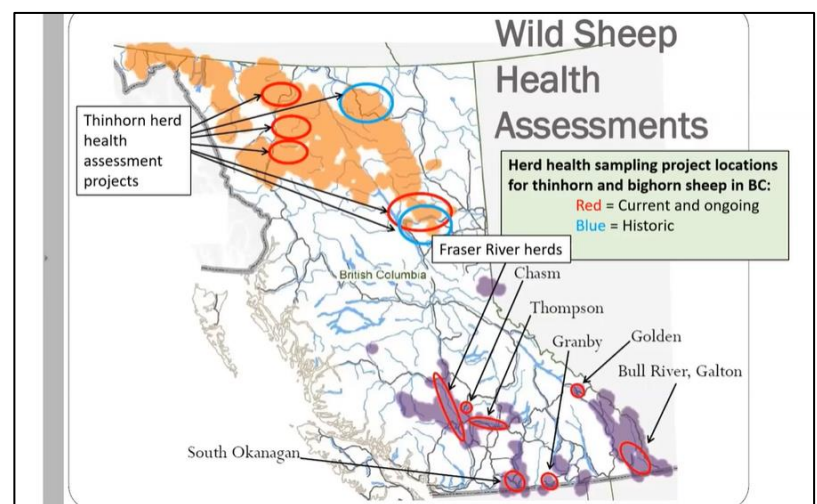 Wild Sheep
Health
Assessments
Thinhorn herd
health
assessment
projects
Herd health sampling project locations
for thinhorn and bighorn sheep in BC:
Red = Current and ongoing
Blue = Historic
Fraser River herds
British Columbia
Chasm
Thompson
Granby
Golden
Bull River, Galton
South Okanagan